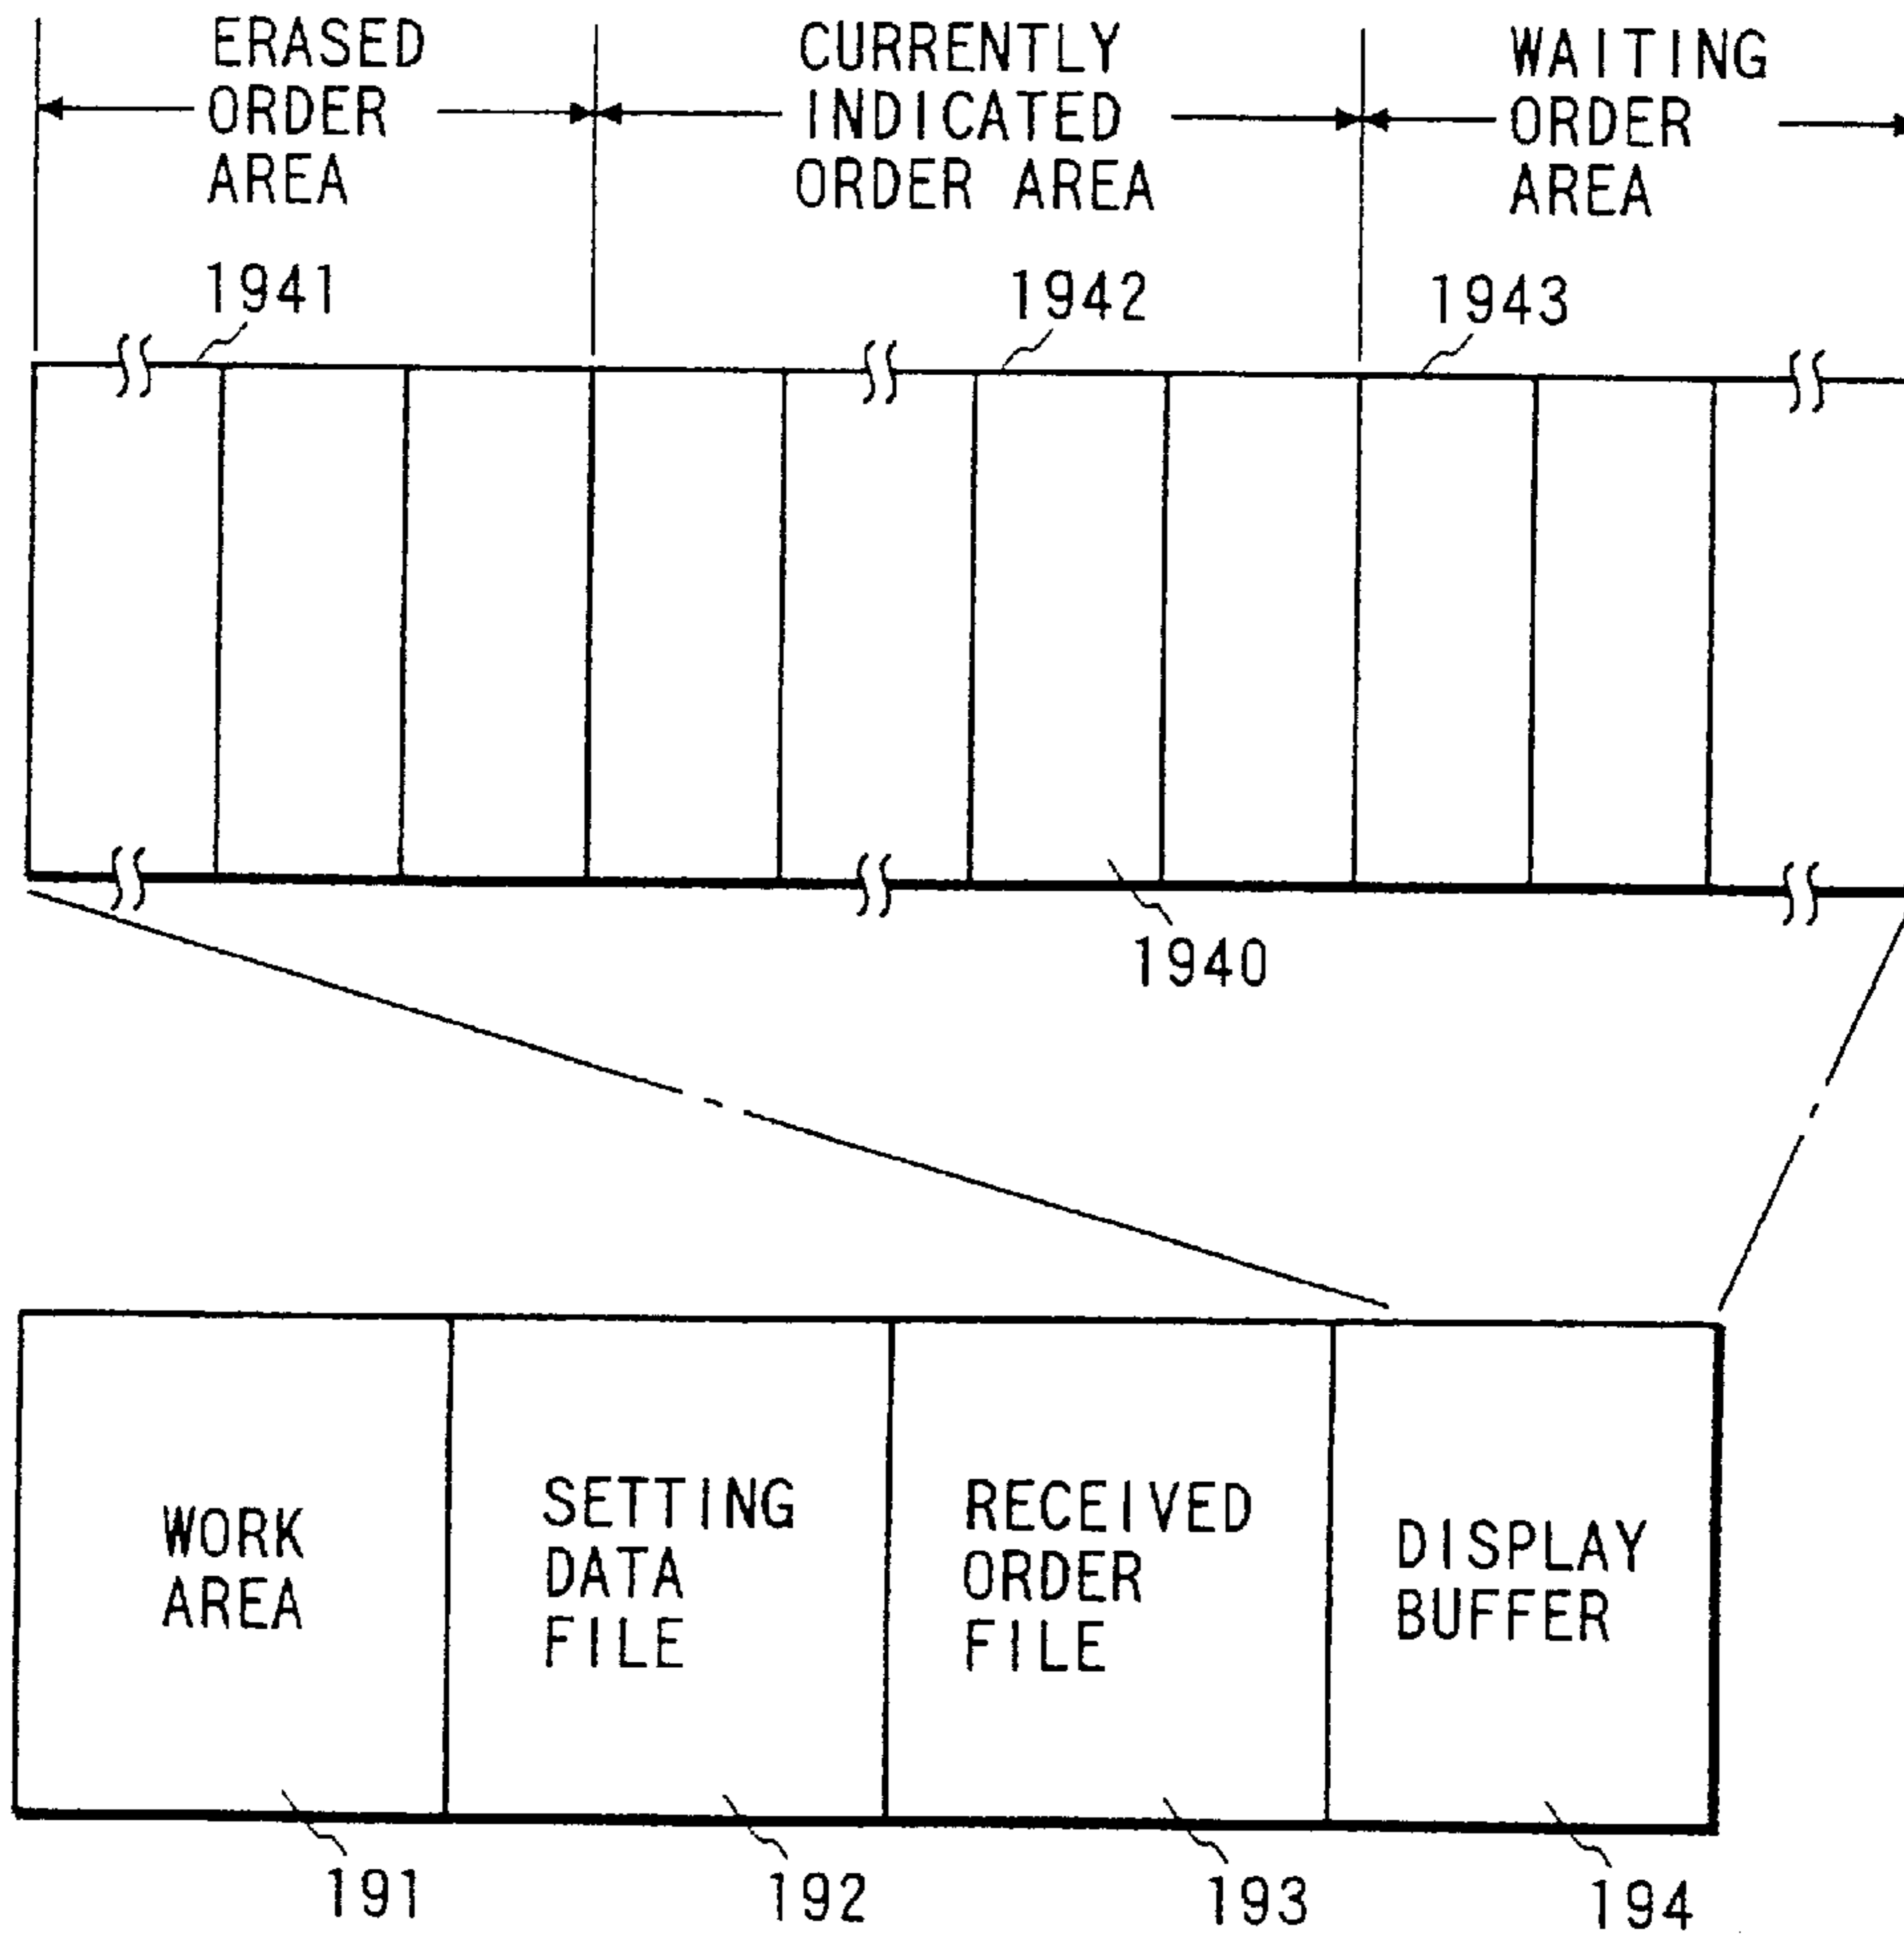 ERASED
ORDER
AREA
CURRENTLY
INDICATED
ORDER AREA
WAITING
ORDER
AREA
1941
1942
1943
1940
WORK
AREA
SETTING
DATA
FILE
RECEIVED
ORDER
FILE
DISPLAY
BUFFER
191
192
193
194